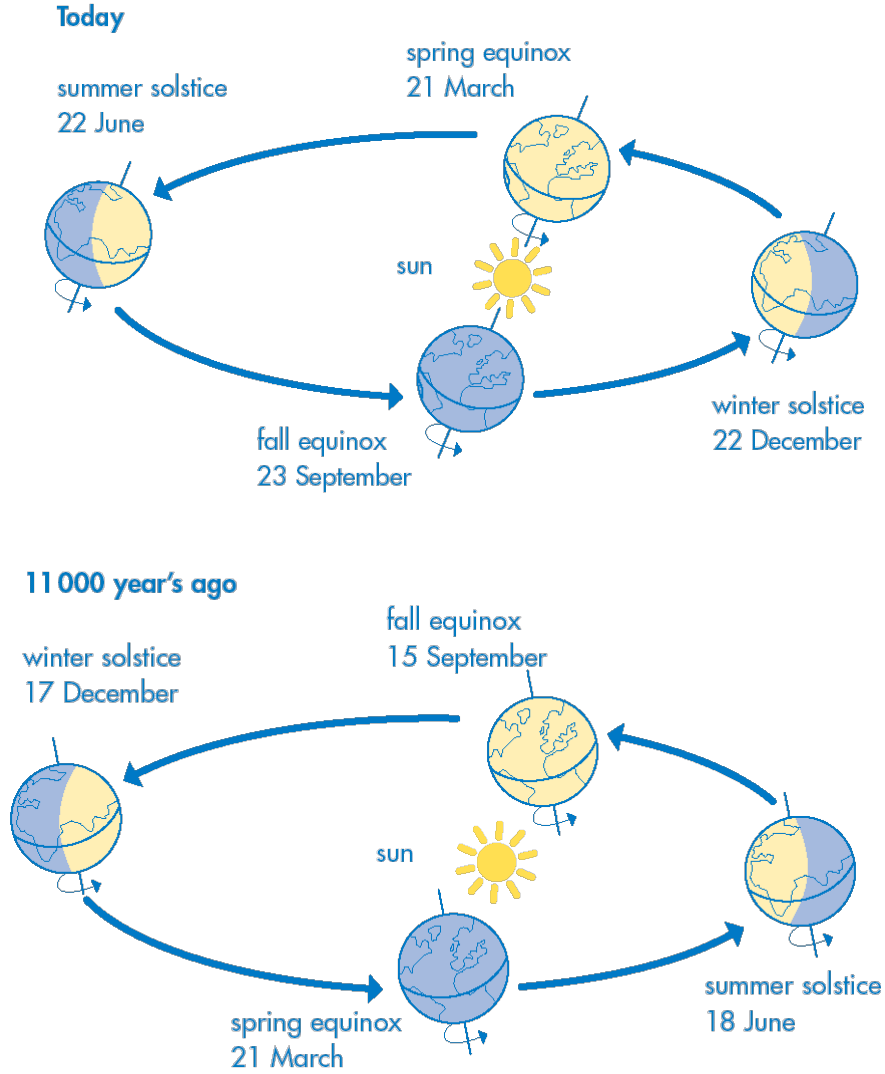 Today
spring equinox
21 March
summer solstice
22 June
sun
winter solstice
22 December
fall equinox
23 September
11 000 year's ago
fall equinox
15 September
winter solstice
17 December
sun
summer solstice
18 June
spring equinox
21 March